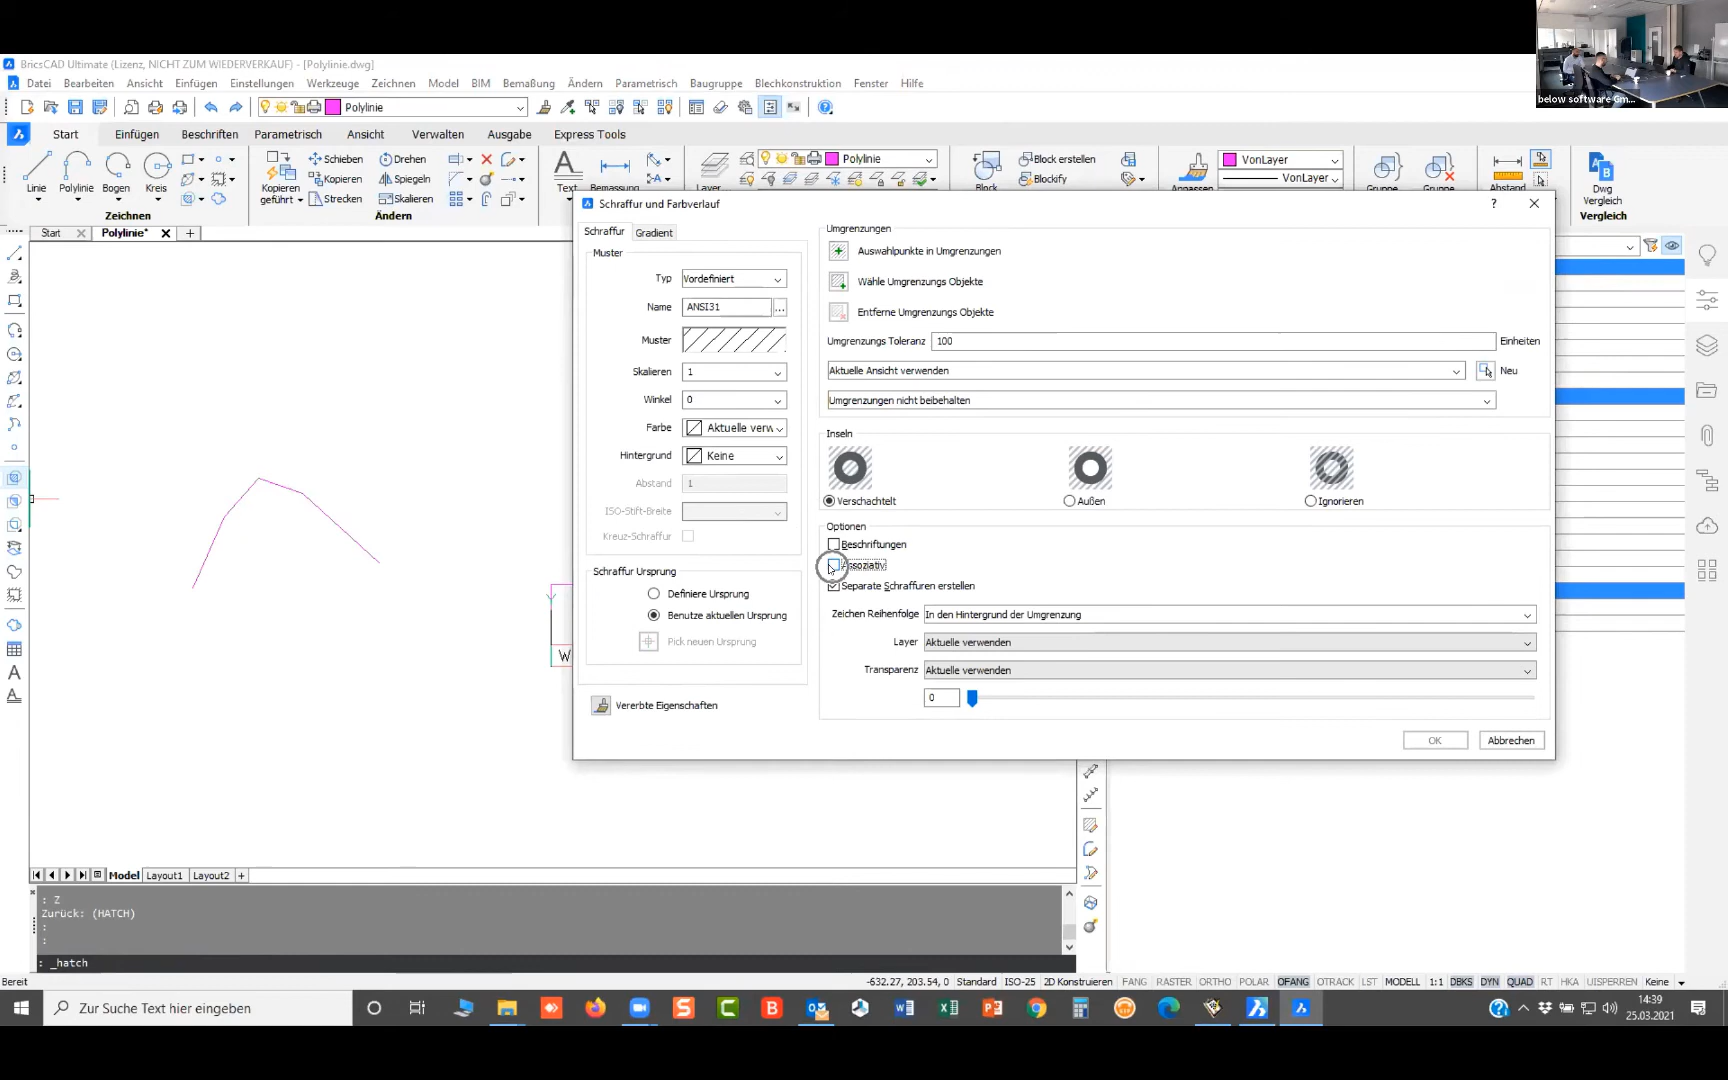 below software Gm...
BricsCAD Ultimate (Lizenz, NICHT ZUM WIEDERVERKAUF) - [Polylinie.dwg]
Datei Bearbeiten Ansicht Einfügen Einstellungen Werkzeuge Zeichnen Model BIM Bemaßung Ändern Parametrisch Baugruppe Blechkonstruktion Fenster Hilfe
Polylinie
Start Einfügen Beschriften Parametrisch Ansicht Verwalten Ausgabe Express Tools
Schieben Drehen Polylinie Block erstellen VonLayer
Kopieren Spiegeln Blockify VonLayer
Linie Polylinie Bogen Kreis Kopieren geführt Strecken Skalieren Text Bemassung Layer Block Anpassen Gruppe Gruppe Abstand Dwg Vergleich
Zeichnen Ändern Vergleich
Start Polylinie*
Schraffur und Farbverlauf ?
Schraffur Gradient
Muster
Typ Vordefiniert
Name ANSI31 ...
Muster
Skalieren 1
Winkel 0
Farbe Aktuelle verw
Hintergrund Keine
Abstand 1
ISO-Stift-Breite
Kreuz-Schraffur
Schraffur Ursprung
Definiere Ursprung
Benutze aktuellen Ursprung
Pick neuen Ursprung
Vererbte Eigenschaften
Umgrenzungen
Auswahlpunkte in Umgrenzungen
Wähle Umgrenzungs Objekte
Entferne Umgrenzungs Objekte
Umgrenzungs Toleranz 100 Einheiten
Aktuelle Ansicht verwenden Neu
Umgrenzungen nicht beibehalten
Inseln
Verschachtelt Außen Ignorieren
Optionen
Beschriftungen
Assoziativ
Separate Schraffuren erstellen
Zeichen Reihenfolge In den Hintergrund der Umgrenzung
Layer Aktuelle verwenden
Transparenz Aktuelle verwenden
0
OK Abbrechen
Y
W
Model Layout1 Layout2 +
: Z
Zurück: (HATCH)
:
:
: _hatch
Bereit -632.27, 203.54, 0 Standard ISO-25 2D Konstruieren FANG RASTER ORTHO POLAR OFANG OTRACK LST MODELL 1:1 DBKS DYN QUAD RT HKA UISPERREN Keine
Zur Suche Text hier eingeben
14:39
25.03.2021